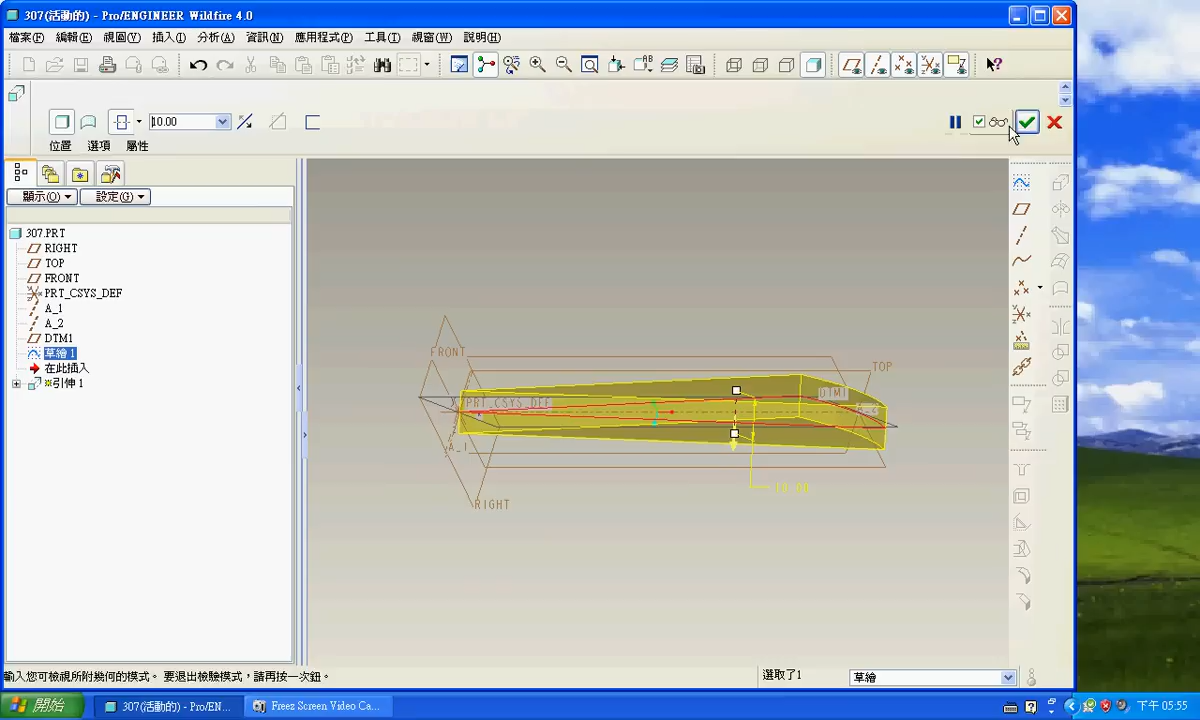 307(活動的) - Pro/ENGINEER Wildfire 4.0
檔案(F) 編輯(E) 視圖(V) 插入(I) 分析(A) 資訊(N) 應用程式(P) 工具(T) 視窗(W) 說明(H)
10.00
位置 選項 屬性
顯示(O) 設定(G)
307.PRT
RIGHT
TOP
FRONT
PRT_CSYS_DEF
A_1
A_2
DTM1
草繪 1
在此插入
引伸 1
FRONT
TOP
DTM1
PRT_CSYS_DEF
A_2
A_1
10.00
RIGHT
輸入您可檢視所附幾何的模式。 要退出檢驗模式，請再按一次鈕。
選取了1
草繪
開始
307(活動的) - Pro/EN...
Freez Screen Video Ca...
下午 05:55